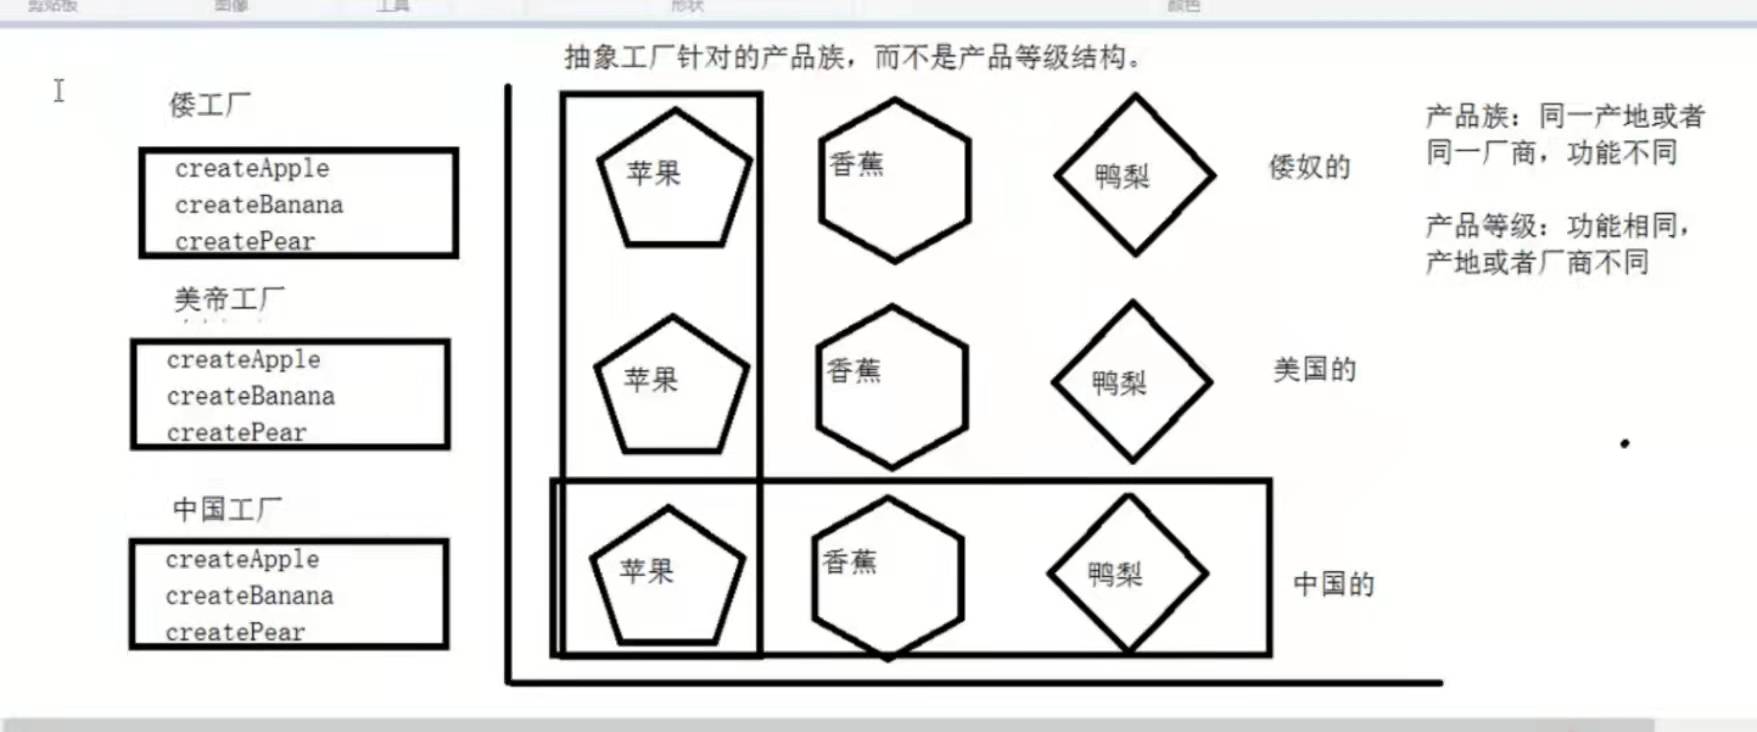 剪贴板 图像 工具 形状 颜色
抽象工厂针对的产品族，而不是产品等级结构。
倭工厂
createApple
createBanana
createPear
美帝工厂
createApple
createBanana
createPear
中国工厂
createApple
createBanana
createPear
苹果 香蕉 鸭梨 倭奴的
苹果 香蕉 鸭梨 美国的
苹果 香蕉 鸭梨 中国的
产品族：同一产地或者
同一厂商，功能不同
产品等级：功能相同，
产地或者厂商不同